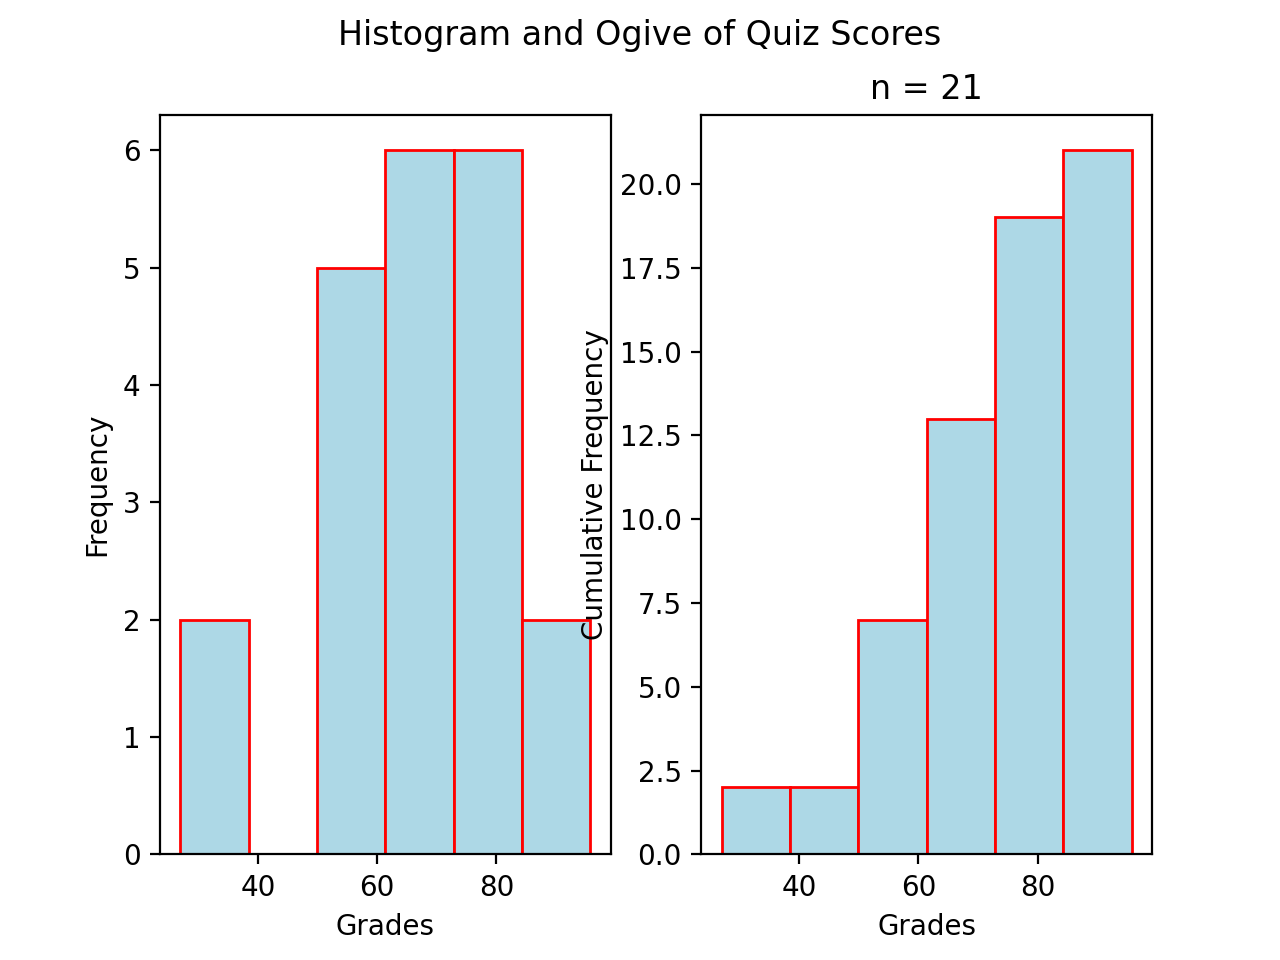 Histogram and Ogive of Quiz Scores
n = 21
6
5
4
3
2
1
0
Frequency
40 60 80
Grades
20.0
17.5
15.0
12.5
10.0
7.5
5.0
2.5
0.0
Cumulative Frequency
40 60 80
Grades